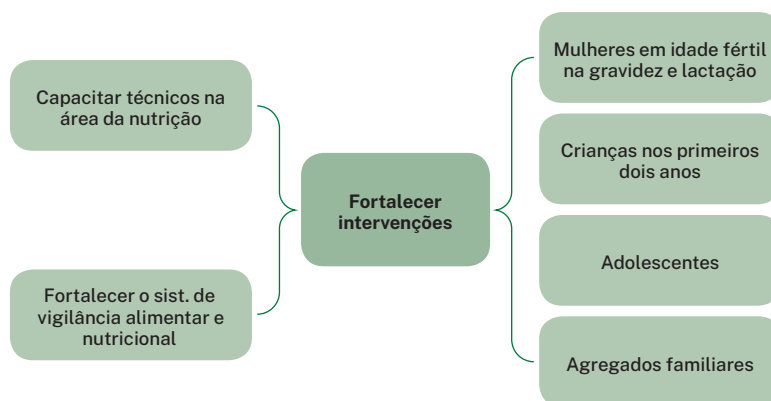 Capacitar técnicos na
área da nutrição
Fortalecer o sist. de
vigilância alimentar e
nutricional
Fortalecer
intervenções
Mulheres em idade fértil
na gravidez e lactação
Crianças nos primeiros
dois anos
Adolescentes
Agregados familiares